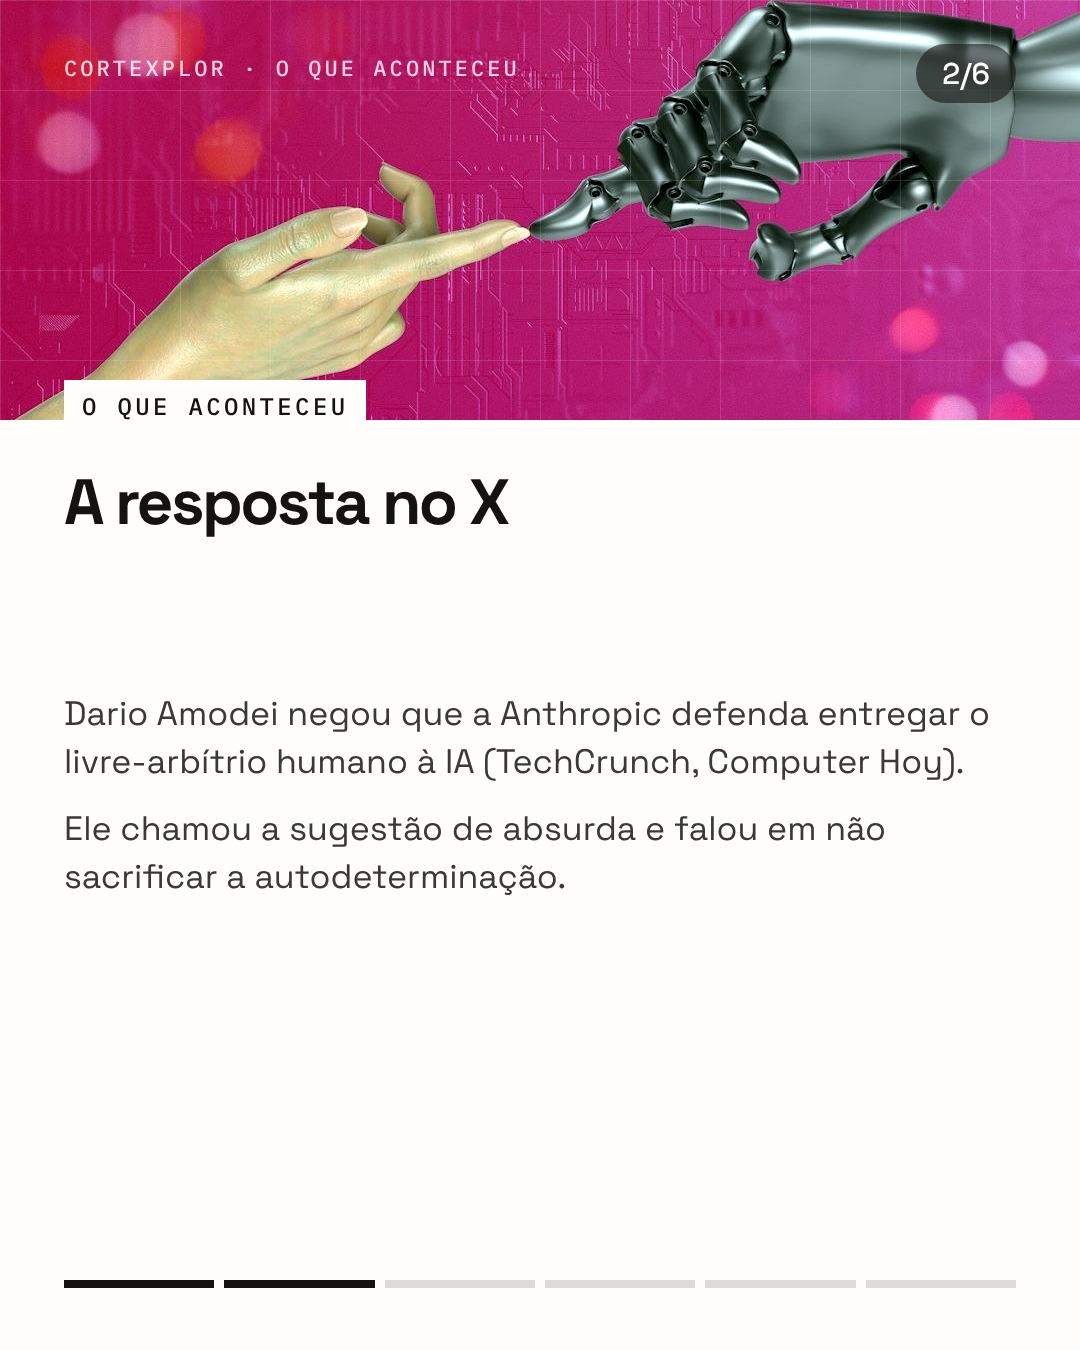 CORTEXPLOR · O QUE ACONTECEU
2/6
O QUE ACONTECEU
A resposta no X
Dario Amodei negou que a Anthropic defenda entregar o
livre-arbítrio humano à IA (TechCrunch, Computer Hoy).
Ele chamou a sugestão de absurda e falou em não
sacrificar a autodeterminação.